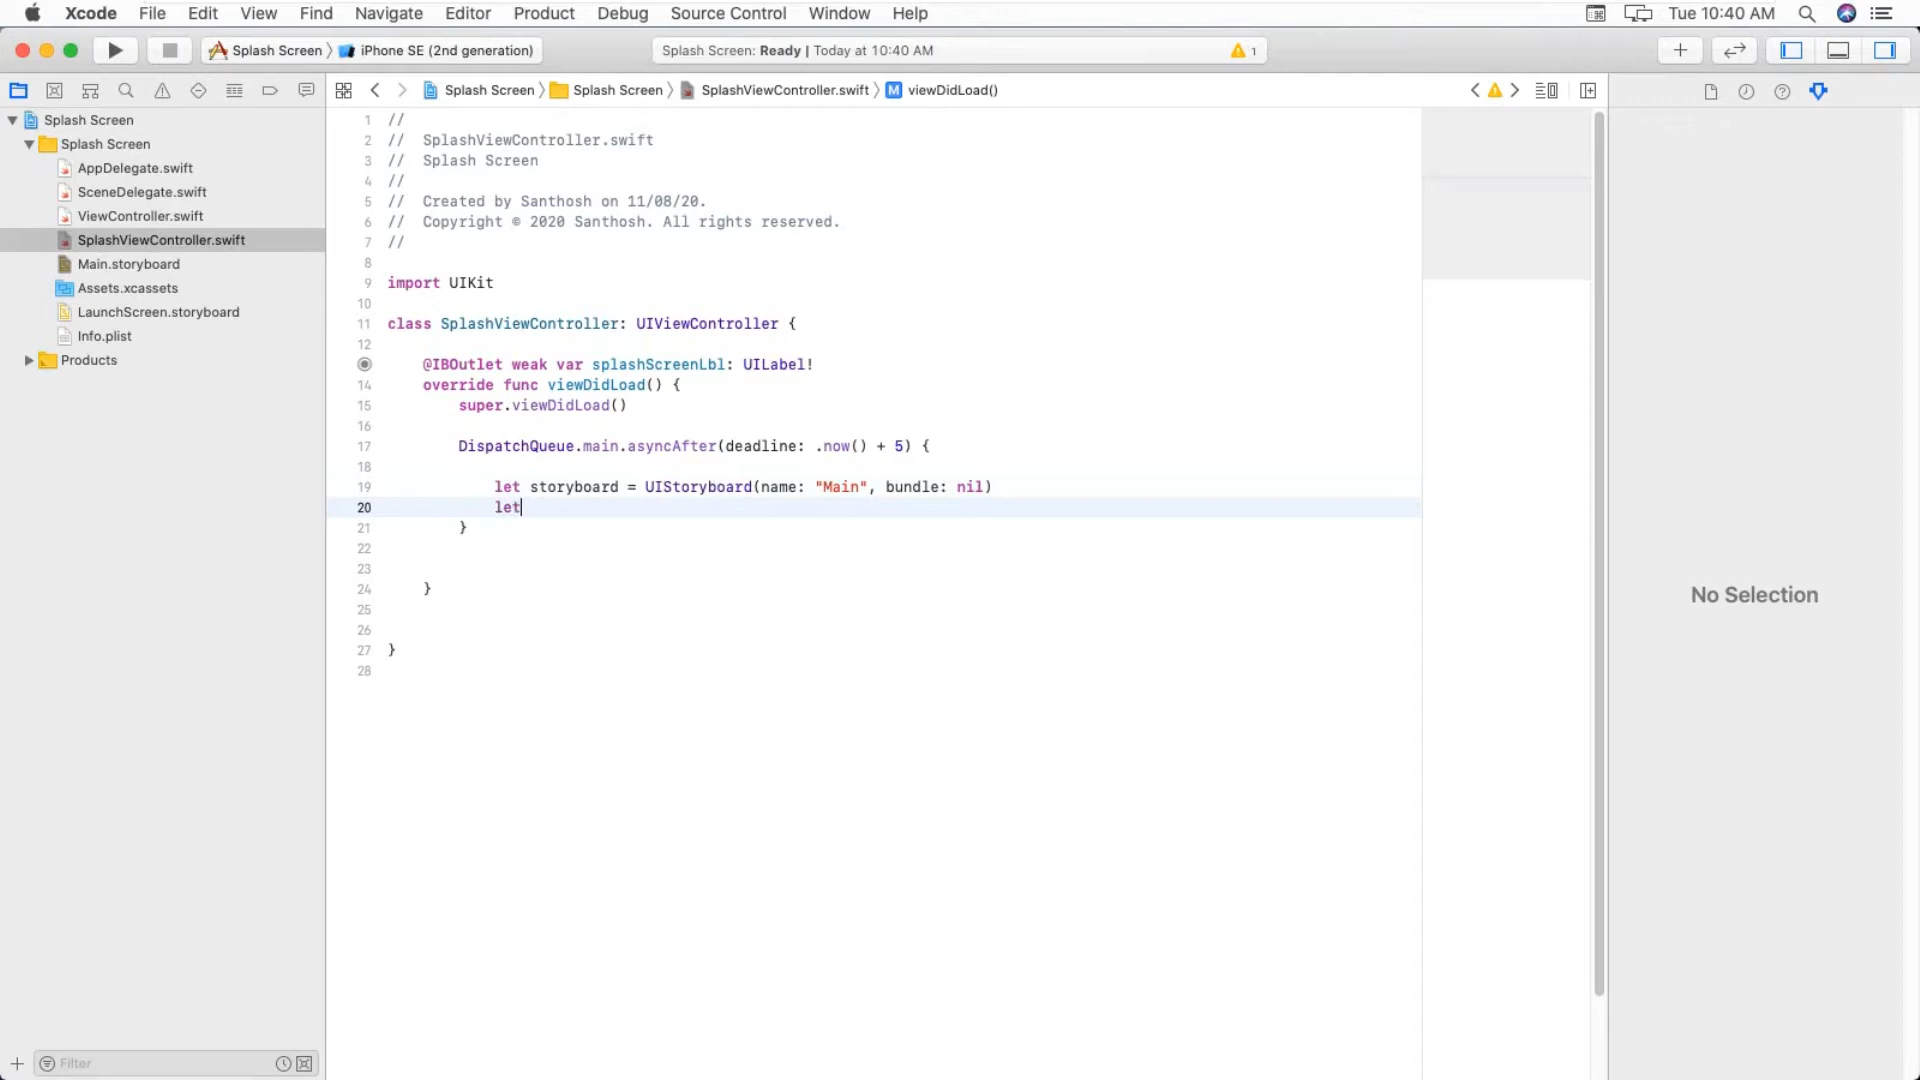 Xcode File Edit View Find Navigate Editor Product Debug Source Control Window Help Tue 10:40 AM
Splash Screen iPhone SE (2nd generation) Splash Screen: Ready | Today at 10:40 AM 1
Splash Screen Splash Screen SplashViewController.swift M viewDidLoad()
Splash Screen
Splash Screen
AppDelegate.swift
SceneDelegate.swift
ViewController.swift
SplashViewController.swift
Main.storyboard
Assets.xcassets
LaunchScreen.storyboard
Info.plist
Products
Filter
1 //
2 // SplashViewController.swift
3 // Splash Screen
4 //
5 // Created by Santhosh on 11/08/20.
6 // Copyright © 2020 Santhosh. All rights reserved.
7 //
8
9 import UIKit
10
11 class SplashViewController: UIViewController {
12
@IBOutlet weak var splashScreenLbl: UILabel!
14 override func viewDidLoad() {
15 super.viewDidLoad()
16
17 DispatchQueue.main.asyncAfter(deadline: .now() + 5) {
18
19 let storyboard = UIStoryboard(name: "Main", bundle: nil)
20 let
21 }
22
23
24 }
25
26
27 }
28
No Selection